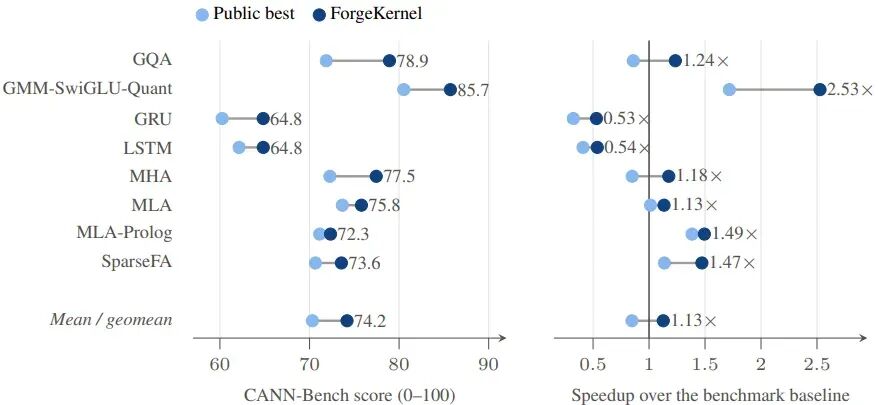 Public best ForgeKernel
GQA 78.9 1.24×
GMM-SwiGLU-Quant 85.7 2.53×
GRU 64.8 0.53×
LSTM 64.8 0.54×
MHA 77.5 1.18×
MLA 75.8 1.13×
MLA-Prolog 72.3 1.49×
SparseFA 73.6 1.47×
Mean / geomean 74.2 1.13×
60 70 80 90 0.5 1 1.5 2 2.5
CANN-Bench score (0–100) Speedup over the benchmark baseline